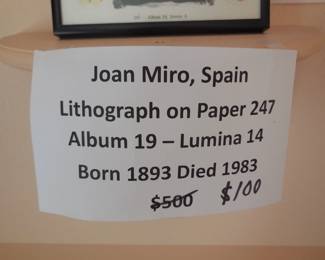 Joan Miro, Spain
Lithograph on Paper 247
Album 19 – Lumina 14
Born 1893 Died 1983
$500 $100